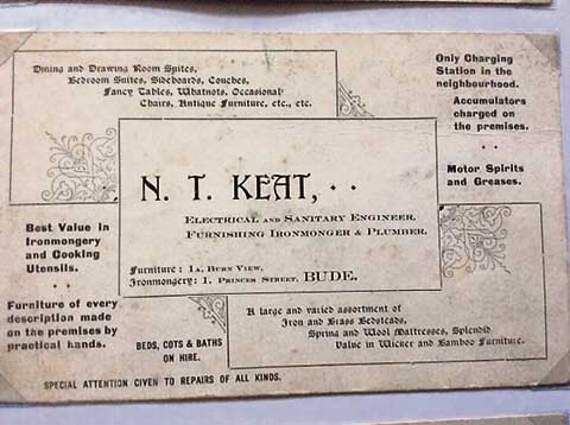 Dining and Drawing Room Suites,
Bedroom Suites, Sideboards, Couches,
Fancy Tables, Whatnots, Occasional
Chairs, Antique Furniture, etc., etc.
Only Charging
Station in the
neighbourhood.
Accumulators
charged on
the premises.
Motor Spirits
and Greases.
N. T. KEAT,
ELECTRICAL AND SANITARY ENGINEER.
FURNISHING IRONMONGER & PLUMBER.
Furniture: 1A, BURN VIEW,
Ironmongery: 1, PRINCES STREET, BUDE.
Best Value in
Ironmongery
and Cooking
Utensils.
Furniture of every
description made
on the premises by
practical hands.
BEDS, COTS & BATHS
ON HIRE.
A large and varied assortment of
Iron and Brass Bedsteads,
Spring and Wool Mattresses, Splendid
Value in Wicker and Bamboo Furniture.
SPECIAL ATTENTION GIVEN TO REPAIRS OF ALL KINDS.